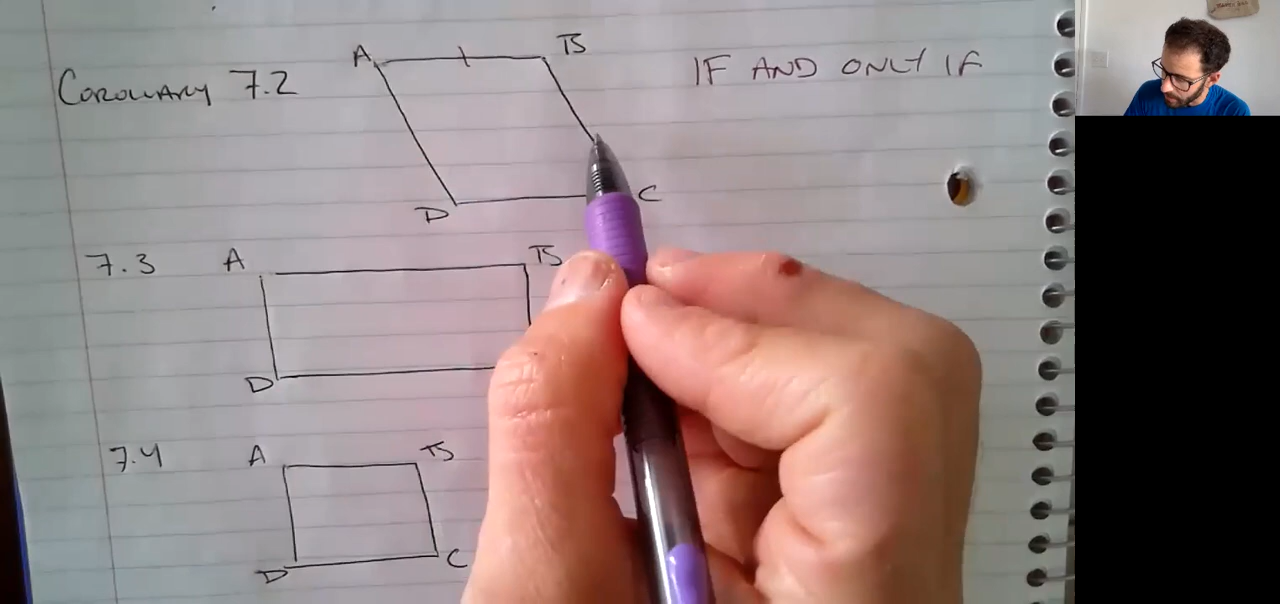 A B
COROLLARY 7.2 IF AND ONLY IF
D C
7.3 A B
D
7.4 A B
D C